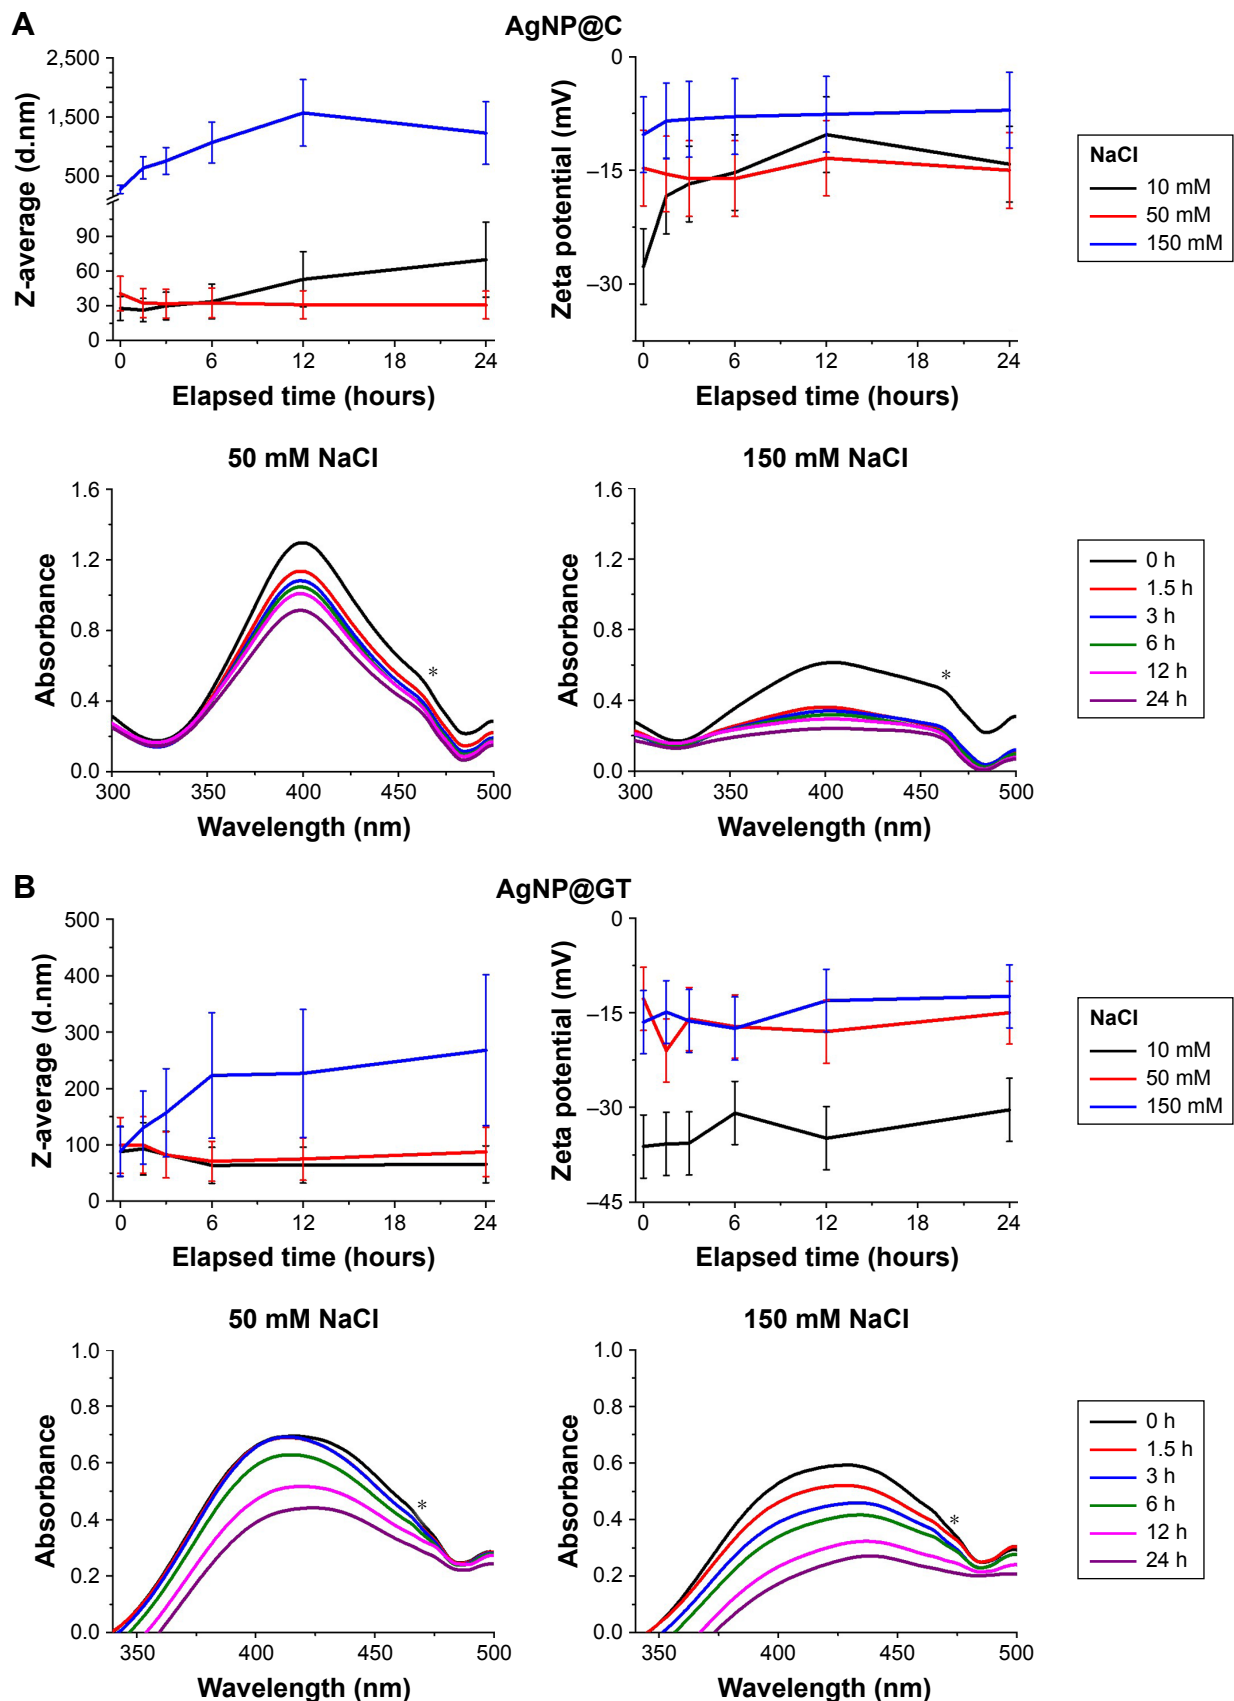 A
AgNP@C
2,500
1,500
500
90
60
30
0
Z-average (d.nm)
0 6 12 18 24
Elapsed time (hours)
0
–15
–30
Zeta potential (mV)
0 6 12 18 24
Elapsed time (hours)
NaCl
10 mM
50 mM
150 mM
50 mM NaCl
1.6
1.2
0.8
0.4
0.0
Absorbance
*
300 350 400 450 500
Wavelength (nm)
150 mM NaCl
1.6
1.2
0.8
0.4
0.0
Absorbance
*
300 350 400 450 500
Wavelength (nm)
0 h
1.5 h
3 h
6 h
12 h
24 h
B
AgNP@GT
500
400
300
200
100
0
Z-average (d.nm)
0 6 12 18 24
Elapsed time (hours)
0
–15
–30
–45
Zeta potential (mV)
0 6 12 18 24
Elapsed time (hours)
NaCl
10 mM
50 mM
150 mM
50 mM NaCl
1.0
0.8
0.6
0.4
0.2
0.0
Absorbance
*
350 400 450 500
Wavelength (nm)
150 mM NaCl
1.0
0.8
0.6
0.4
0.2
0.0
Absorbance
*
350 400 450 500
Wavelength (nm)
0 h
1.5 h
3 h
6 h
12 h
24 h